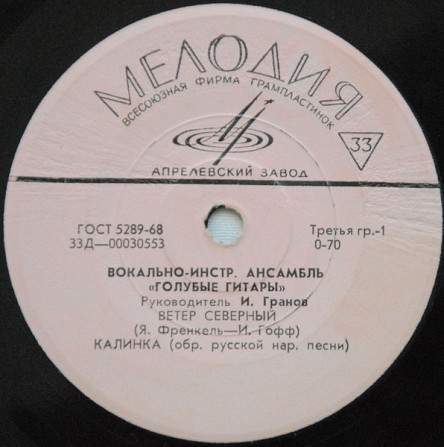 МЕЛОДИЯ
ВСЕСОЮЗНАЯ ФИРМА ГРАМПЛАСТИНОК
33
АПРЕЛЕВСКИЙ ЗАВОД
ГОСТ 5289-68
Третья гр.-1
33Д—00030553
0-70
ВОКАЛЬНО-ИНСТР. АНСАМБЛЬ
«ГОЛУБЫЕ ГИТАРЫ»
Руководитель И. Гранов
ВЕТЕР СЕВЕРНЫЙ
(Я. Френкель—И. Гофф)
КАЛИНКА (обр. русской нар. песни)